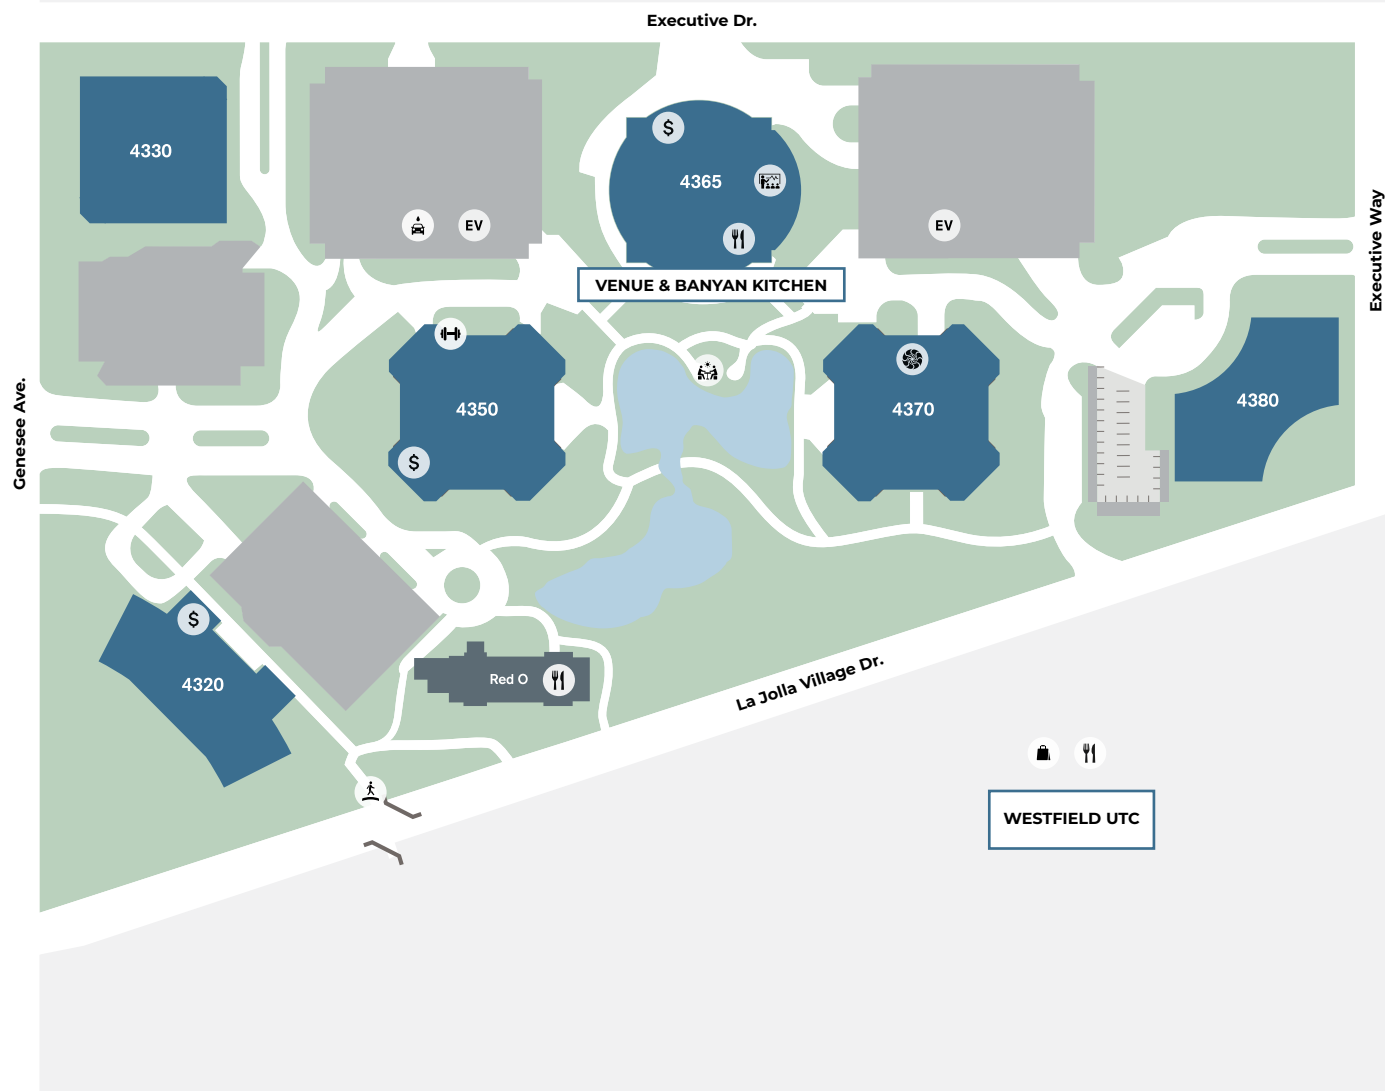 Executive Dr.
4330
$
4365
EV
EV
VENUE & BANYAN KITCHEN
Executive Way
Genesee Ave.
4350
4370
4380
$
$
4320
Red O
La Jolla Village Dr.
WESTFIELD UTC